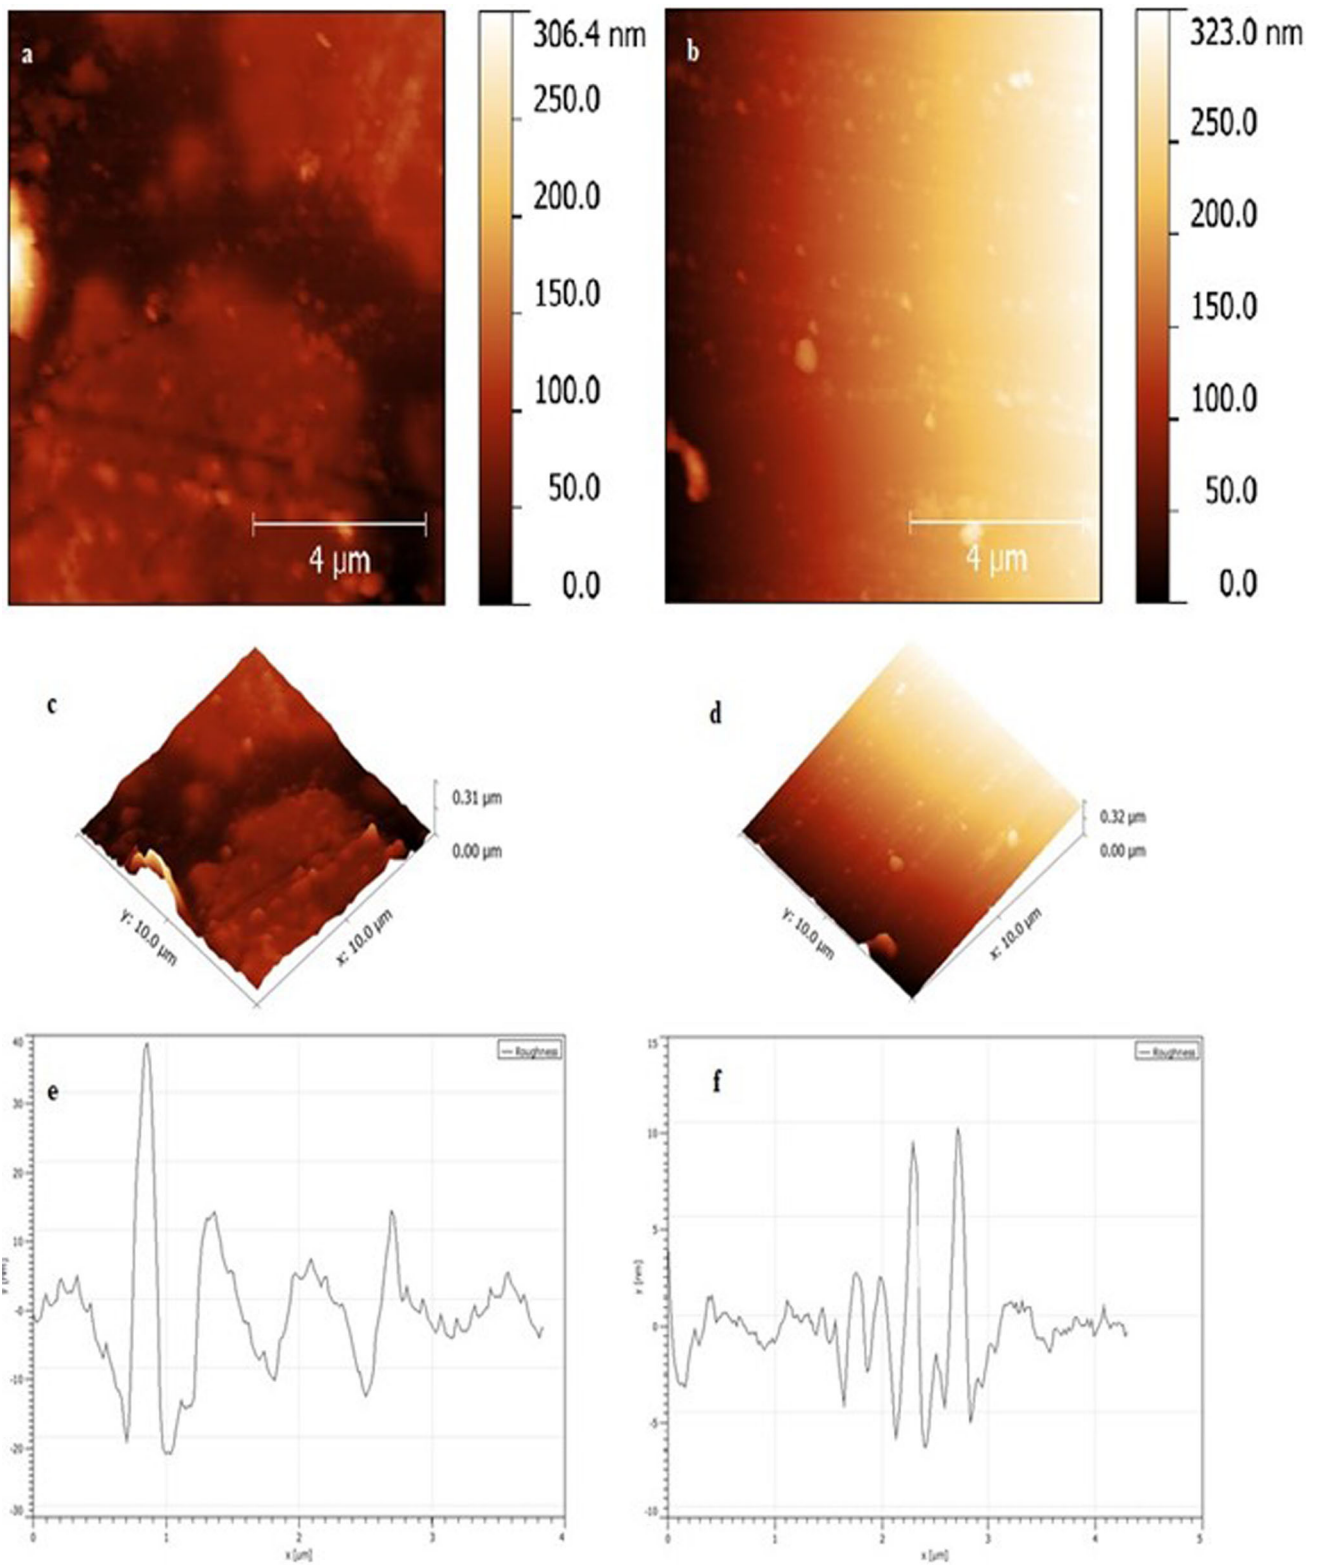 a
306.4 nm
250.0
200.0
150.0
100.0
50.0
0.0
4 µm
b
323.0 nm
250.0
200.0
150.0
100.0
50.0
0.0
4 µm
c
0.31 µm
0.00 µm
y: 10.0 µm
x: 10.0 µm
d
0.32 µm
0.00 µm
y: 10.0 µm
x: 10.0 µm
e
Roughness
40
30
20
10
-0
-10
-20
-30
0 1 2 3 4
x [µm]
f
Roughness
15
10
5
0
-5
-10
y [nm]
0 1 2 3 4 5
x [µm]